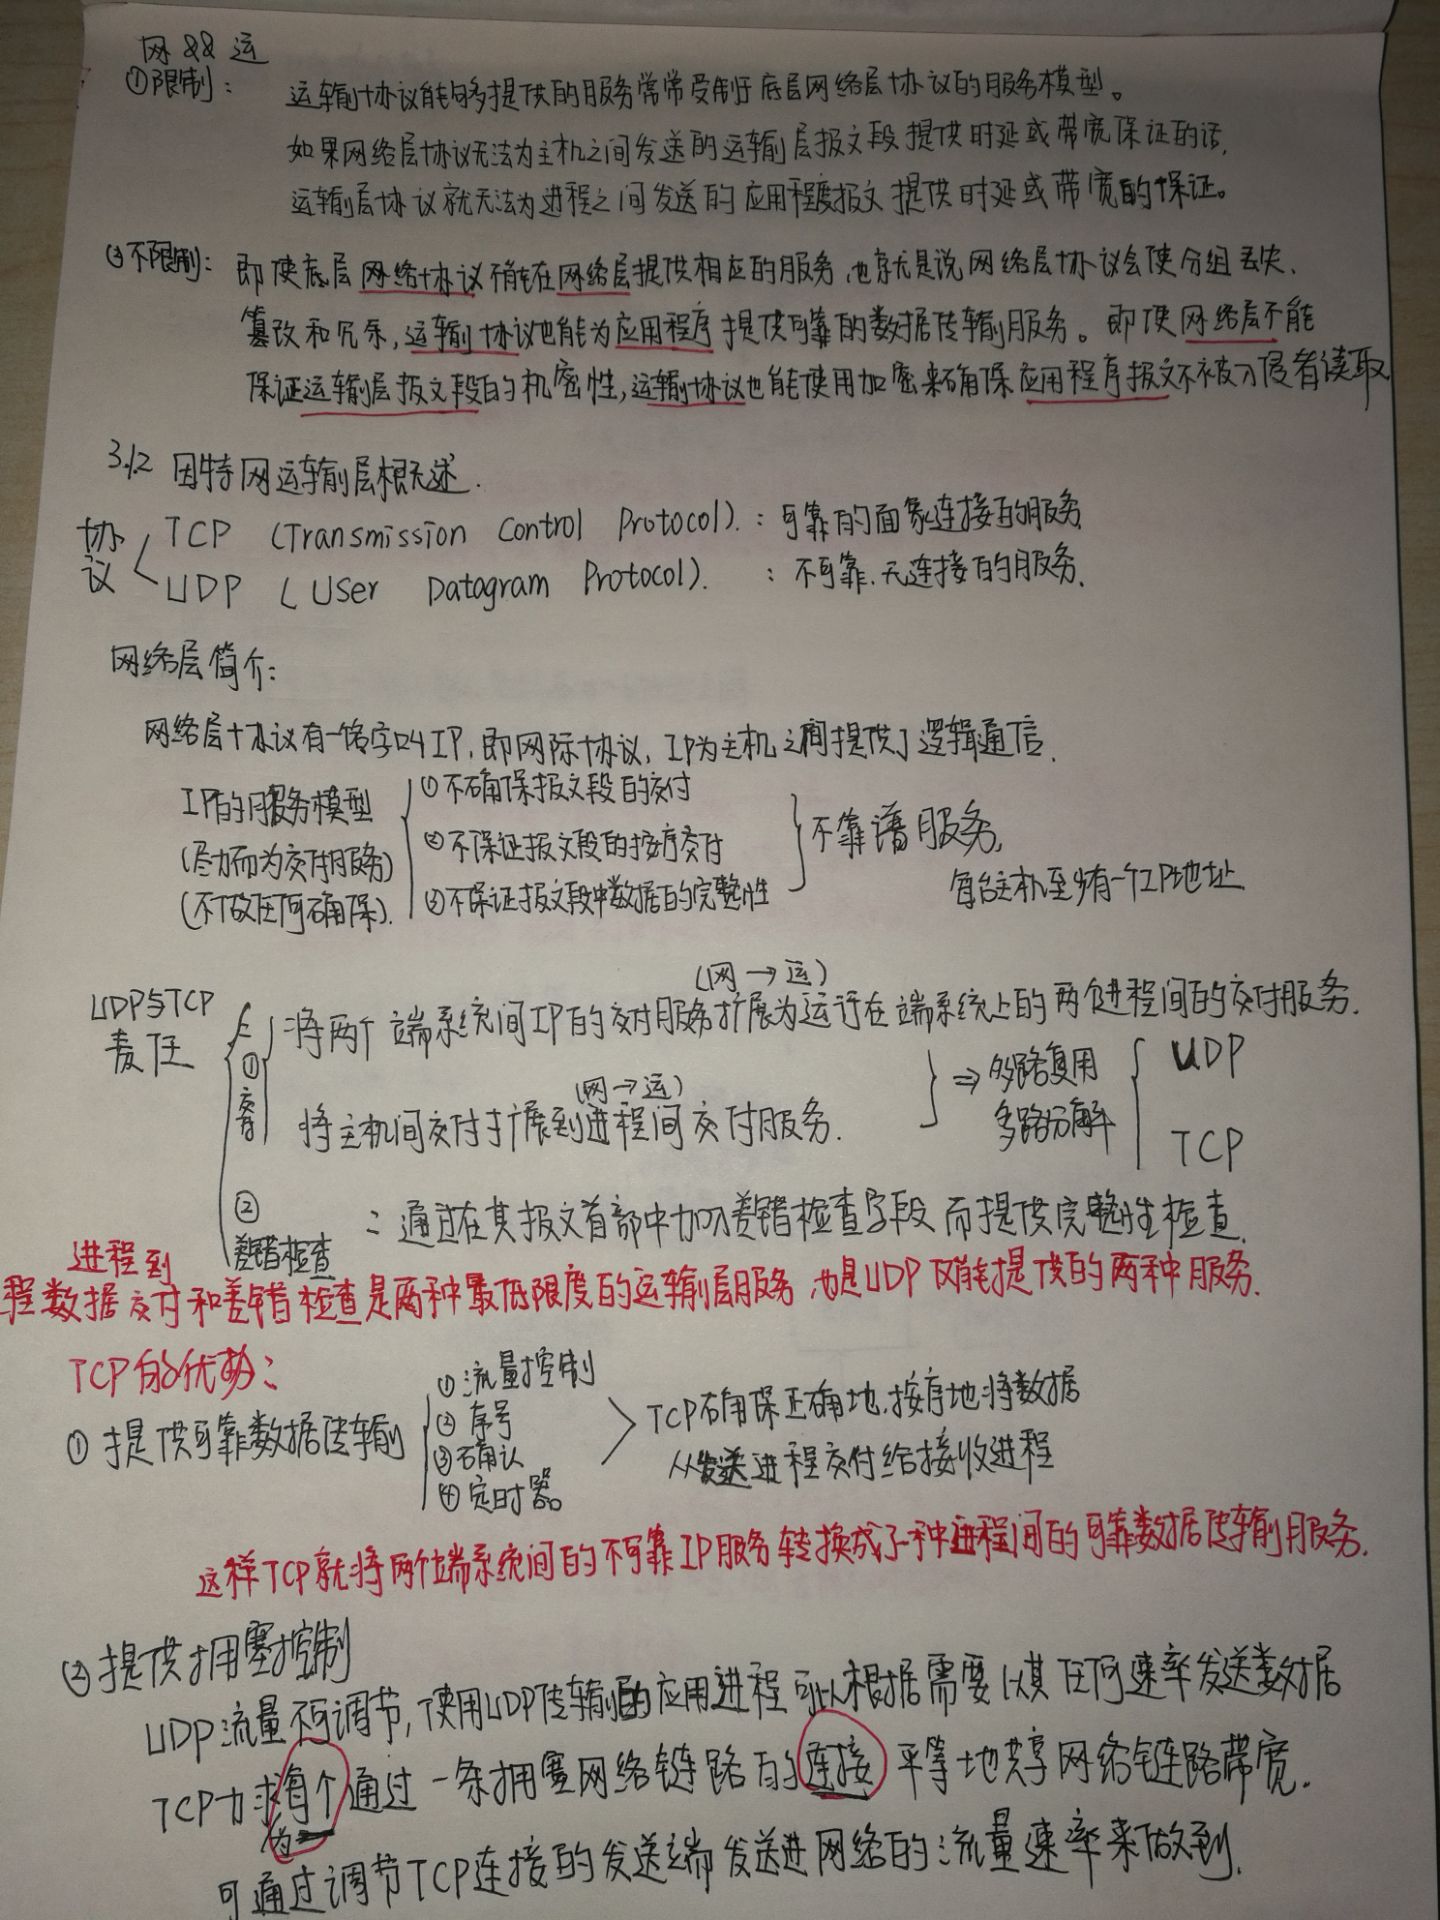 网 && 运
①限制： 运输协议能够多提供的服务常常受制于底层网络层协议的服务模型。
如果网络层协议无法为主机之间发送的运输层报文段提供时延或带宽保证的话,
运输层协议就无法为进程之间发送的应用程度报文提供时延或带宽的保证。
②不限制： 即使底层网络协议不能在网络层提供相应的服务,也就是说网络层协议会使分组丢失、
篡改和冗余,运输协议也能为应用程序提供可靠的数据传输服务。即使网络层不能
保证运输层报文段的机密性,运输协议也能使用加密来确保应用程序报文不被入侵者读取
3.1.2 因特网运输层概述.
协议
TCP (Transmission Control Protocol). : 可靠的面象连接的服务
UDP (User Datagram Protocol). : 不可靠.无连接的服务.
网络层简介:
网络层协议有一名字叫IP,即网际协议,IP为主机之间提供了逻辑通信.
IP的服务模型
(尽力而为交付服务)
(不做任何确保).
①不确保报文段的交付
②不保证报文段的按序交付
③不保证报文段中数据的完整性
不靠谱服务,
每台主机至少有一个IP地址
(网→运)
UDP与TCP
责任
①交付
:将两个端系统间IP的交付服务扩展为运行在端系统上的两个进程间的交付服务.
(网→运)
将主机间交付扩展到进程间交付服务.
⇒ 多路复用
多路分解
UDP
TCP
②
差错检查
: 通过在其报文首部中加入差错检查字段而提供完整性检查.
进程到
程数据交付和差错检查是两种最低限度的运输层服务,也是UDP仅能提供的两种服务.
TCP的优势:
①提供可靠数据传输
①流量控制
②序号
③确认
④定时器
TCP确保正确地.按序地将数据
从发送进程交付给接收进程
这样TCP就将两个端系统间的不可靠IP服务转换成了一种进程间的可靠数据传输服务.
②提供拥塞控制
UDP流量不可调节,使用UDP传输的应用进程可以根据需要以其任何速率发送数据
TCP力求为每个通过一条拥塞网络链路的连接平等地共享网络链路带宽.
可通过调节TCP连接的发送端发送进网络的流量速率来做到.